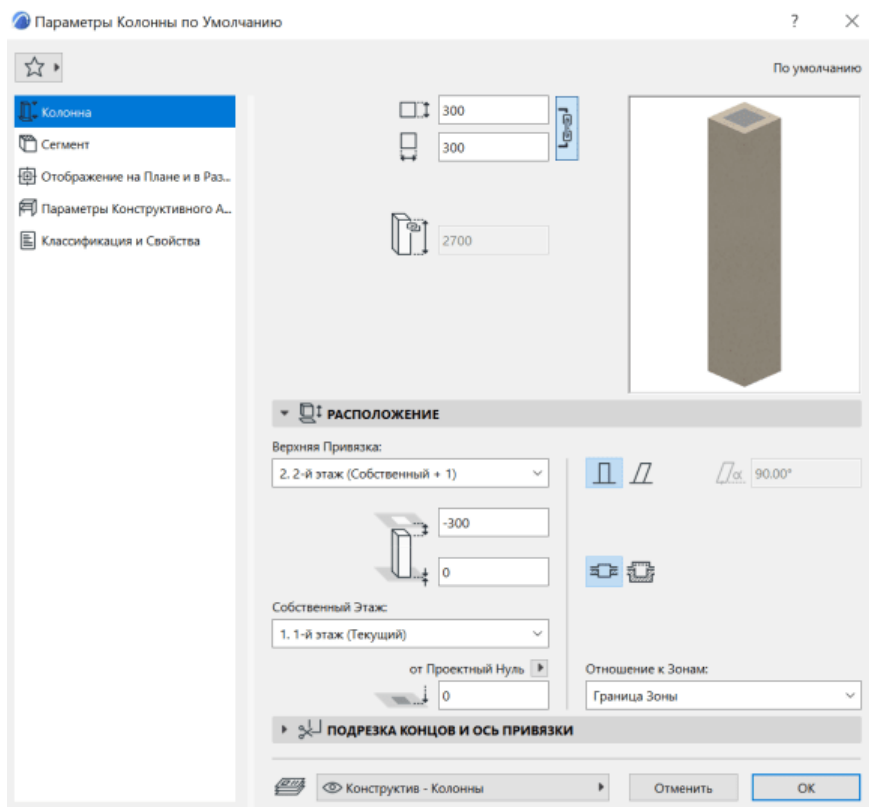 Параметры Колонны по Умолчанию
?
По умолчанию
Колонна
Сегмент
Отображение на Плане и в Раз...
Параметры Конструктивного А...
Классификация и Свойства
300
300
2700
РАСПОЛОЖЕНИЕ
Верхняя Привязка:
2. 2-й этаж (Собственный + 1)
α 90.00°
-300
0
Собственный Этаж:
1. 1-й этаж (Текущий)
от Проектный Нуль
Отношение к Зонам:
0
Граница Зоны
ПОДРЕЗКА КОНЦОВ И ОСЬ ПРИВЯЗКИ
Конструктив - Колонны
Отменить
OK